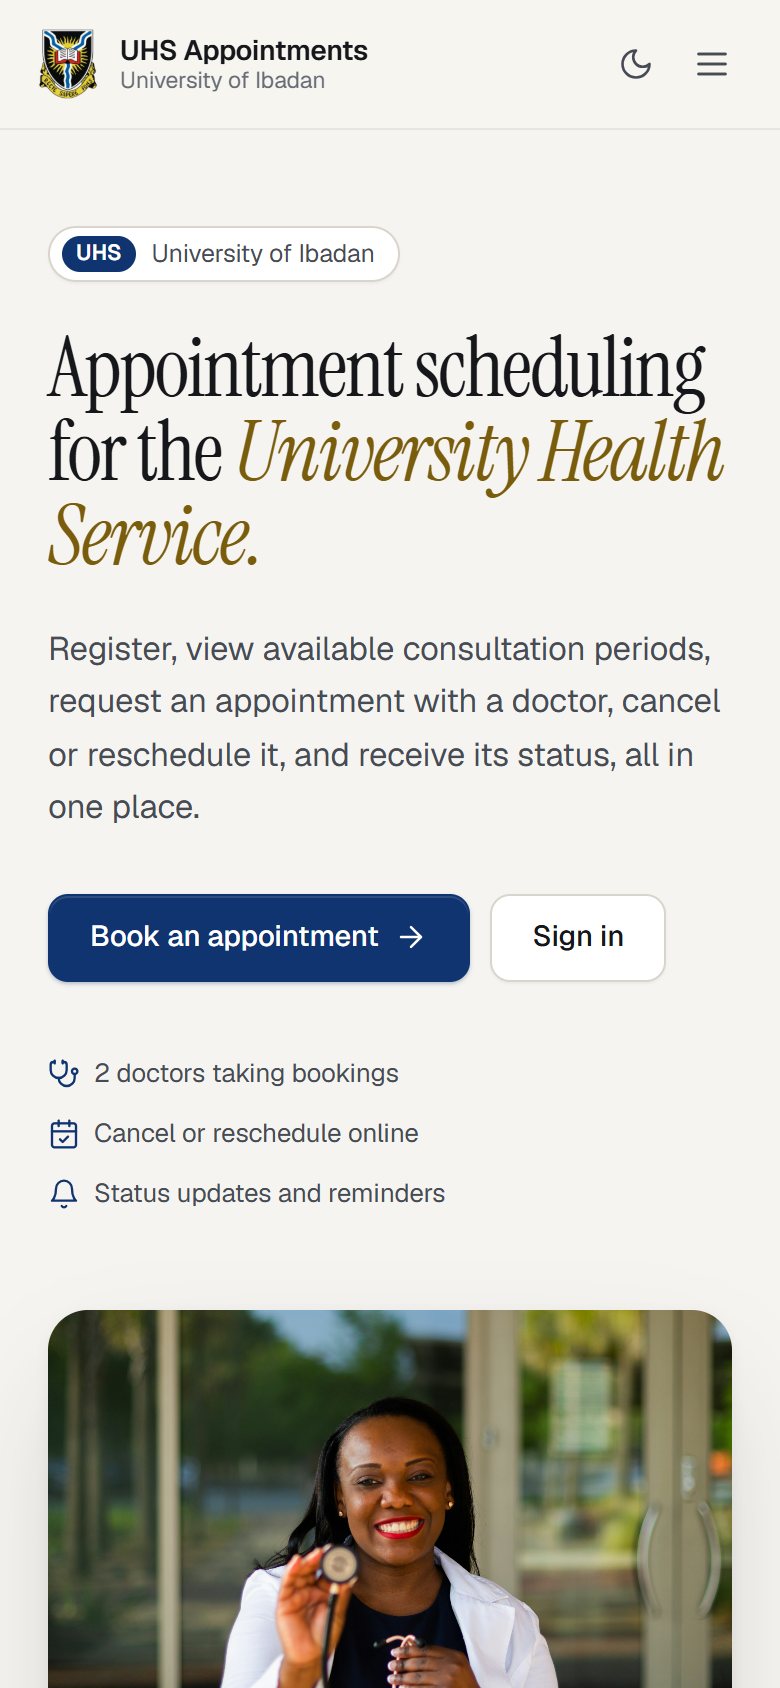 UHS Appointments
University of Ibadan
UHS University of Ibadan
Appointment scheduling
for the University Health
Service.
Register, view available consultation periods,
request an appointment with a doctor, cancel
or reschedule it, and receive its status, all in
one place.
Book an appointment
Sign in
2 doctors taking bookings
Cancel or reschedule online
Status updates and reminders